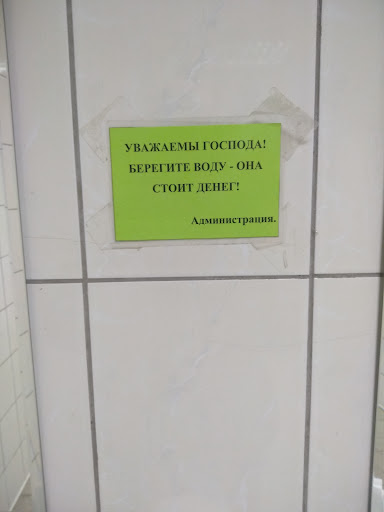 УВАЖАЕМЫ ГОСПОДА!
БЕРЕГИТЕ ВОДУ - ОНА
СТОИТ ДЕНЕГ!
Администрация.